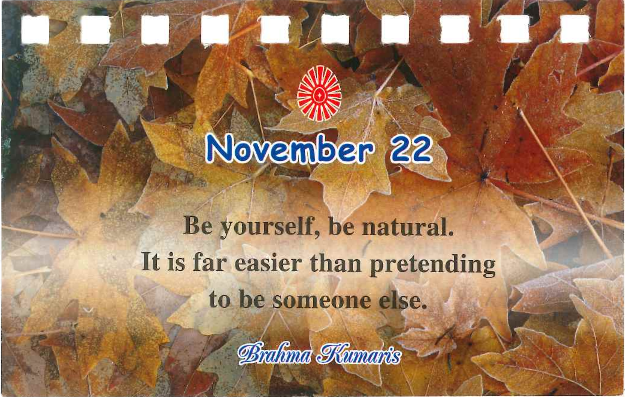 November 22
Be yourself, be natural.
It is far easier than pretending
to be someone else.
Brahma Kumaris